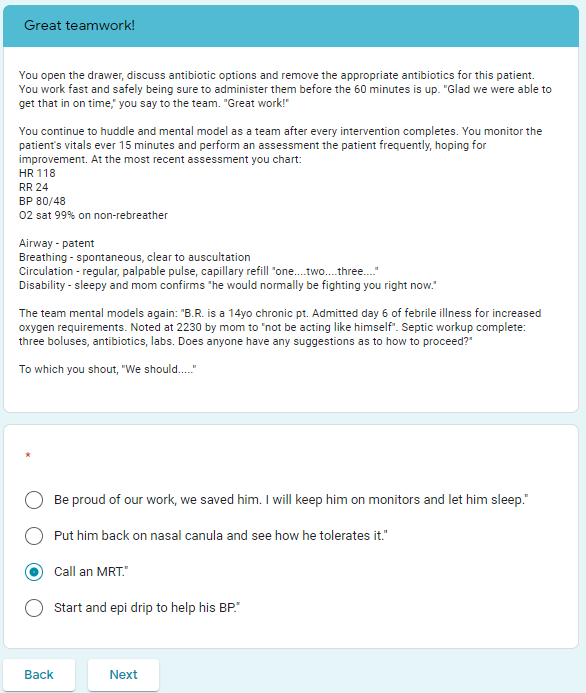 Great teamwork!
You open the drawer, discuss antibiotic options and remove the appropriate antibiotics for this patient.
You work fast and safely being sure to administer them before the 60 minutes is up. "Glad we were able to
get that in on time," you say to the team. "Great work!"
You continue to huddle and mental model as a team after every intervention completes. You monitor the
patient's vitals ever 15 minutes and perform an assessment the patient frequently, hoping for
improvement. At the most recent assessment you chart:
HR 118
RR 24
BP 80/48
O2 sat 99% on non-rebreather
Airway - patent
Breathing - spontaneous, clear to auscultation
Circulation - regular, palpable pulse, capillary refill "one....two....three...."
Disability - sleepy and mom confirms "he would normally be fighting you right now."
The team mental models again: "B.R. is a 14yo chronic pt. Admitted day 6 of febrile illness for increased
oxygen requirements. Noted at 2230 by mom to "not be acting like himself". Septic workup complete:
three boluses, antibiotics, labs. Does anyone have any suggestions as to how to proceed?"
To which you shout, "We should....."
*
Be proud of our work, we saved him. I will keep him on monitors and let him sleep."
Put him back on nasal canula and see how he tolerates it."
Call an MRT."
Start and epi drip to help his BP."
Back
Next